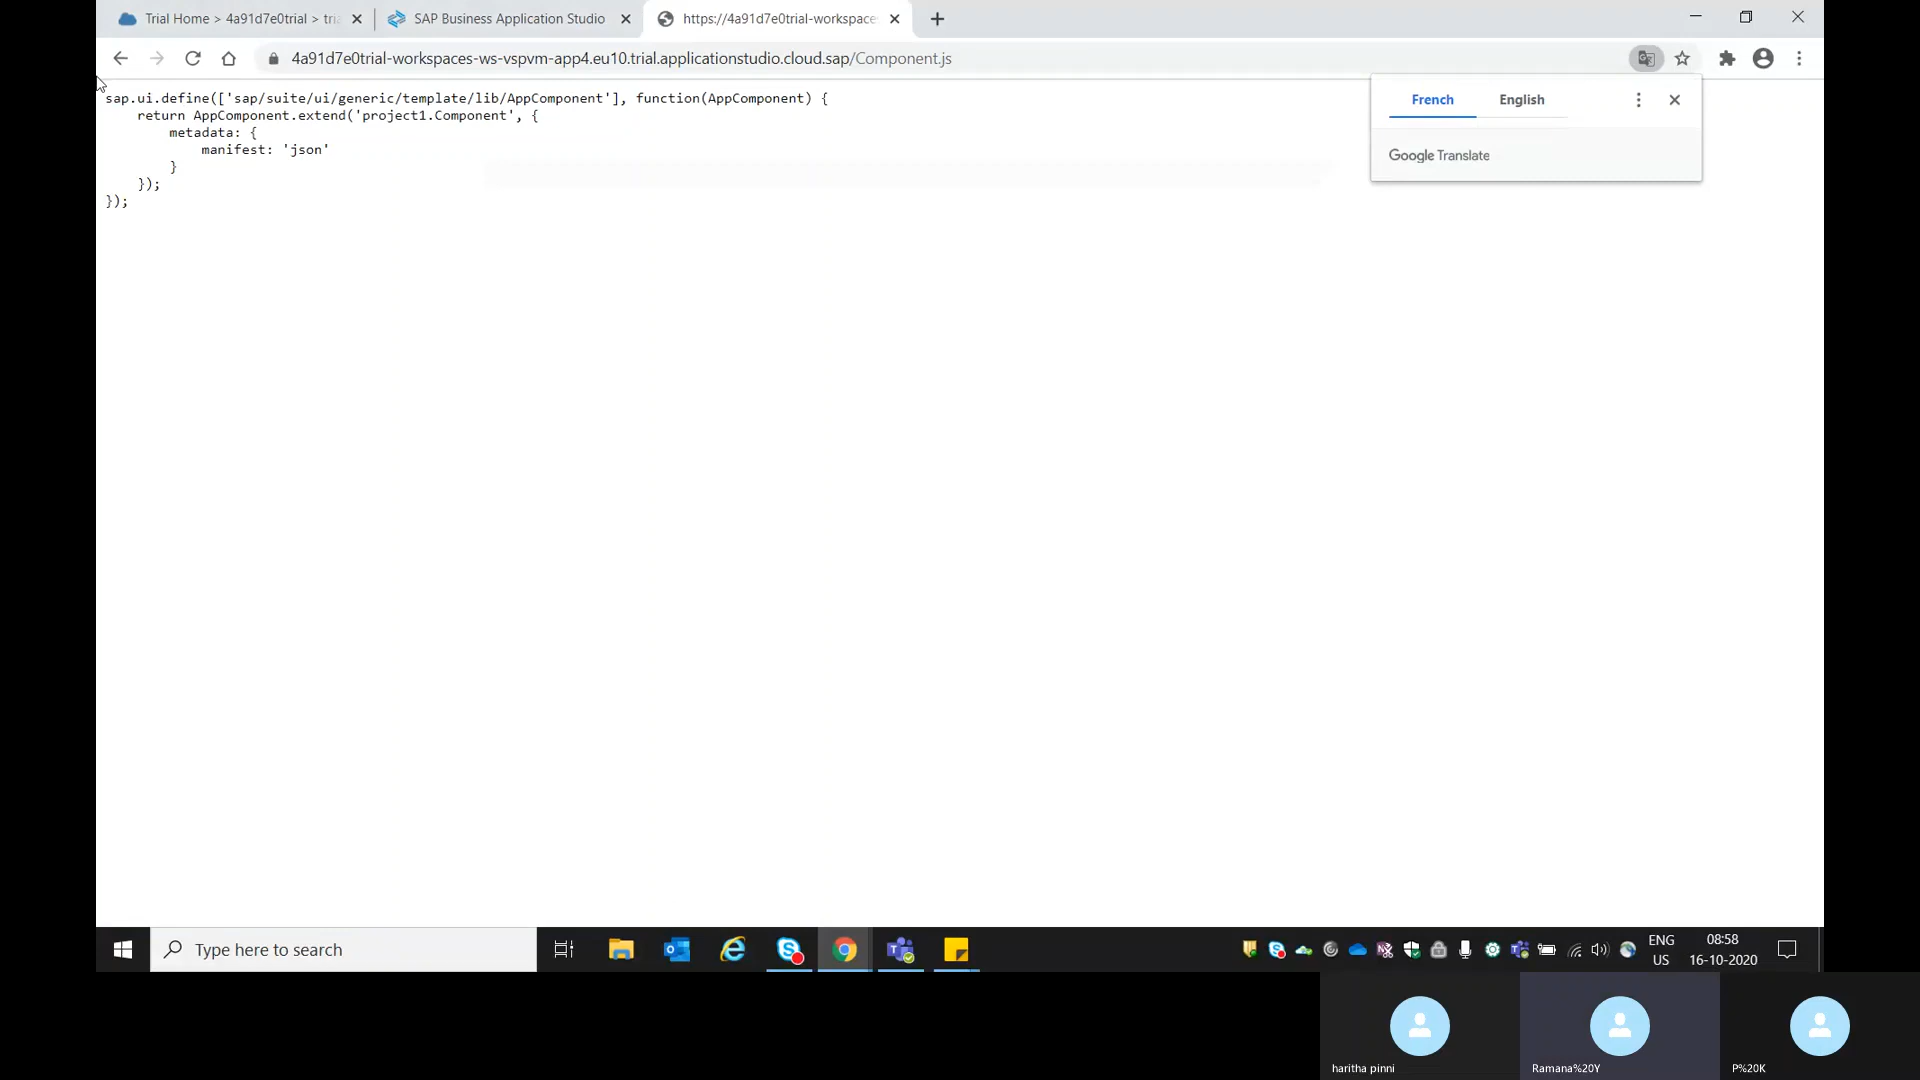 Trial Home > 4a91d7e0trial > tri
SAP Business Application Studio
https://4a91d7e0trial-workspace
4a91d7e0trial-workspaces-ws-vspvm-app4.eu10.trial.applicationstudio.cloud.sap/Component.js
French English
Google Translate
sap.ui.define(['sap/suite/ui/generic/template/lib/AppComponent'], function(AppComponent) {
    return AppComponent.extend('project1.Component', {
        metadata: {
            manifest: 'json'
        }
    });
});
Type here to search
ENG
US
08:58
16-10-2020
haritha pinni
Ramana%20Y
P%20K